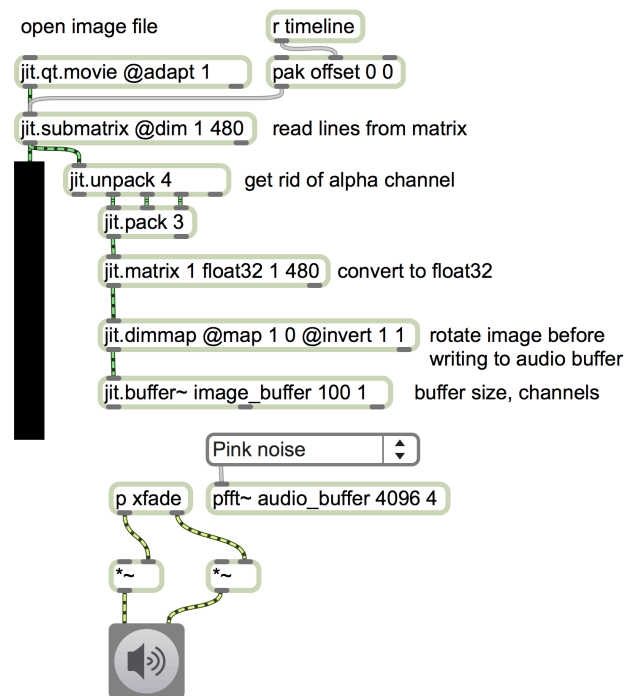 open image file
r timeline
jit.qt.movie @adapt 1
pak offset 0 0
jit.submatrix @dim 1 480
read lines from matrix
jit.unpack 4
get rid of alpha channel
jit.pack 3
jit.matrix 1 float32 1 480
convert to float32
jit.dimmap @map 1 0 @invert 1 1
rotate image before
writing to audio buffer
jit.buffer~ image_buffer 100 1
buffer size, channels
Pink noise
p xfade
pfft~ audio_buffer 4096 4
*~
*~